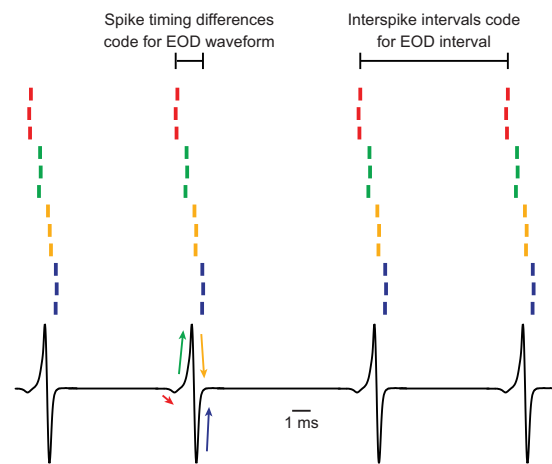 Spike timing differences
code for EOD waveform
Interspike intervals code
for EOD interval
1 ms